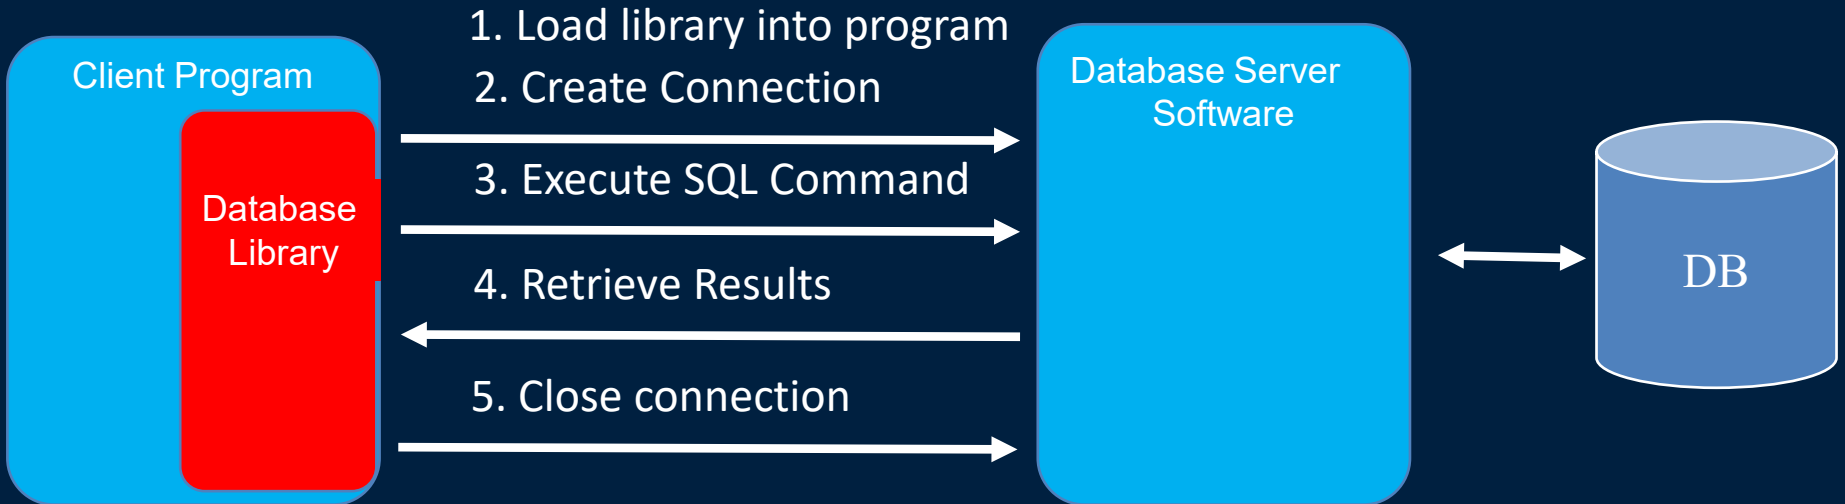 Client Program
Database
Library
1. Load library into program
2. Create Connection
3. Execute SQL Command
4. Retrieve Results
5. Close connection
Database Server
Software
DB